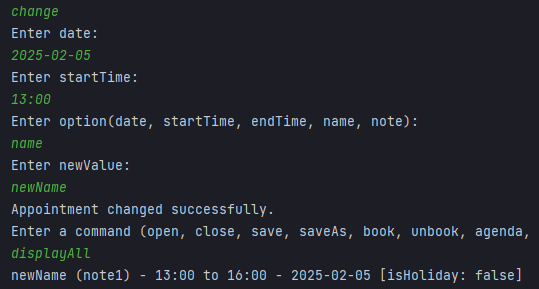 change
Enter date:
2025-02-05
Enter startTime:
13:00
Enter option(date, startTime, endTime, name, note):
name
Enter newValue:
newName
Appointment changed successfully.
Enter a command (open, close, save, saveAs, book, unbook, agenda,
displayAll
newName (note1) - 13:00 to 16:00 - 2025-02-05 [isHoliday: false]